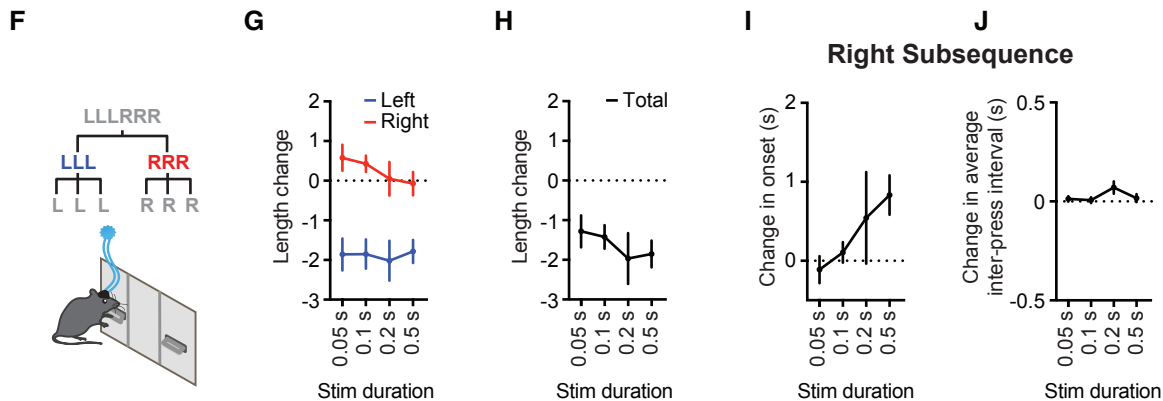 F
G
H
I
J
Right Subsequence
LLLRRR
LLL RRR
L L L R R R
Length change
2
1
0
-1
-2
-3
Left
Right
0.05 s
0.1 s
0.2 s
0.5 s
Stim duration
Length change
2
1
0
-1
-2
-3
Total
0.05 s
0.1 s
0.2 s
0.5 s
Stim duration
Change in onset (s)
2
1
0
0.05 s
0.1 s
0.2 s
0.5 s
Stim duration
Change in average
inter-press interval (s)
0.5
0
-0.5
0.05 s
0.1 s
0.2 s
0.5 s
Stim duration